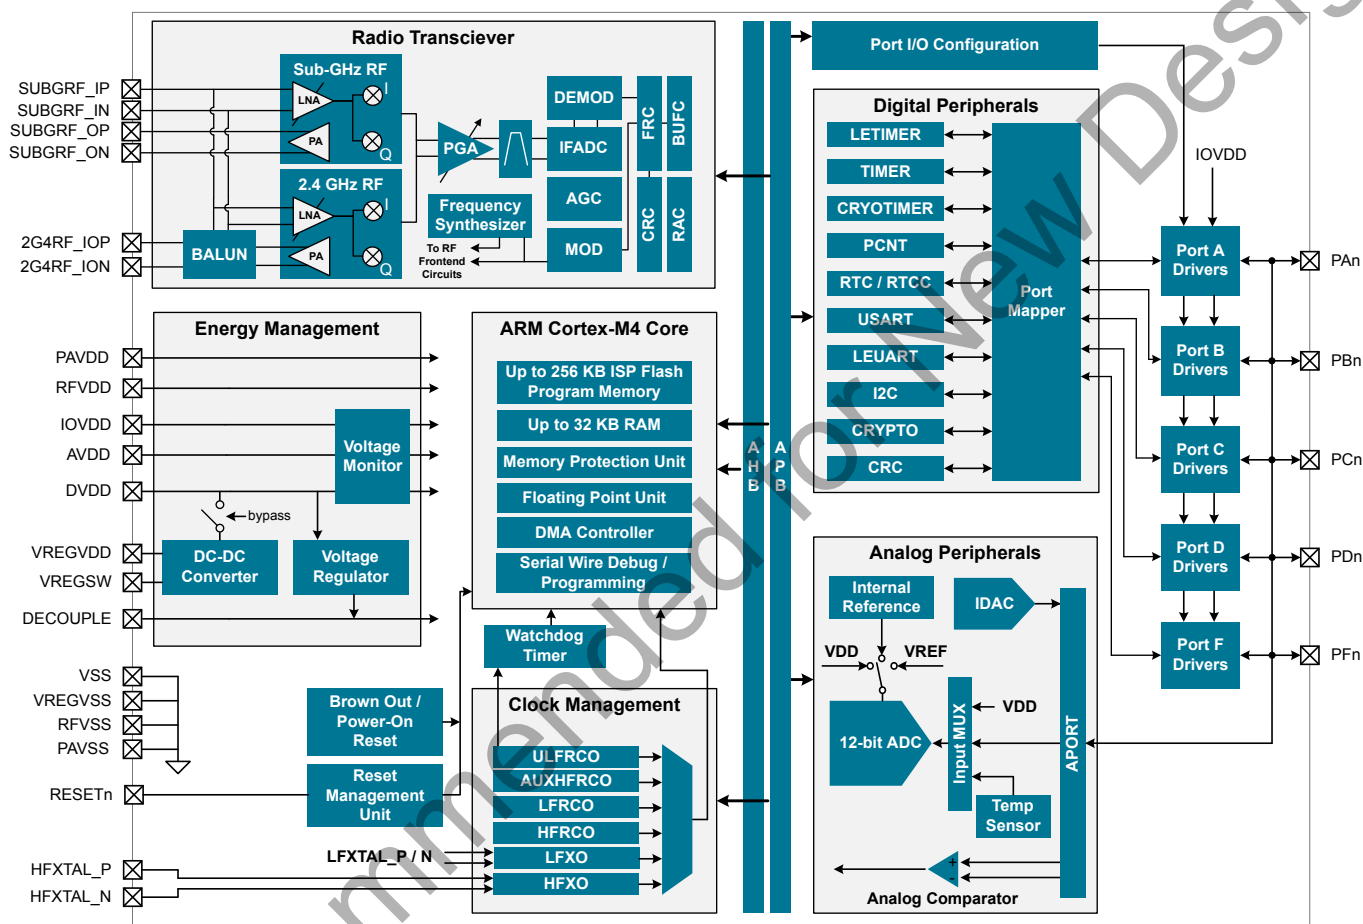 Radio Transciever
Port I/O Configuration
SUBGRF_IP
SUBGRF_IN
SUBGRF_OP
SUBGRF_ON
2G4RF_IOP
2G4RF_ION
Sub-GHz RF
LNA
I
PA
Q
2.4 GHz RF
LNA
I
PA
Q
BALUN
PGA
Frequency
Synthesizer
To RF
Frontend
Circuits
DEMOD
IFADC
AGC
MOD
FRC
BUFC
CRC
RAC
Digital Peripherals
LETIMER
TIMER
CRYOTIMER
PCNT
RTC / RTCC
USART
LEUART
I2C
CRYPTO
CRC
Port
Mapper
IOVDD
Port A
Drivers
Port B
Drivers
Port C
Drivers
Port D
Drivers
Port F
Drivers
PAn
PBn
PCn
PDn
PFn
Energy Management
PAVDD
RFVDD
IOVDD
AVDD
DVDD
VREGVDD
VREGSW
DECOUPLE
Voltage
Monitor
bypass
DC-DC
Converter
Voltage
Regulator
ARM Cortex-M4 Core
Up to 256 KB ISP Flash
Program Memory
Up to 32 KB RAM
Memory Protection Unit
Floating Point Unit
DMA Controller
Serial Wire Debug /
Programming
Watchdog
Timer
AHB
APB
VSS
VREGVSS
RFVSS
PAVSS
RESETn
HFXTAL_P
HFXTAL_N
Brown Out /
Power-On
Reset
Reset
Management
Unit
LFXTAL_P / N
Clock Management
ULFRCO
AUXHFRCO
LFRCO
HFRCO
LFXO
HFXO
Analog Peripherals
Internal
Reference
IDAC
VDD
VREF
12-bit ADC
Input MUX
VDD
Temp
Sensor
APORT
+
-
Analog Comparator
mmended for New Desig